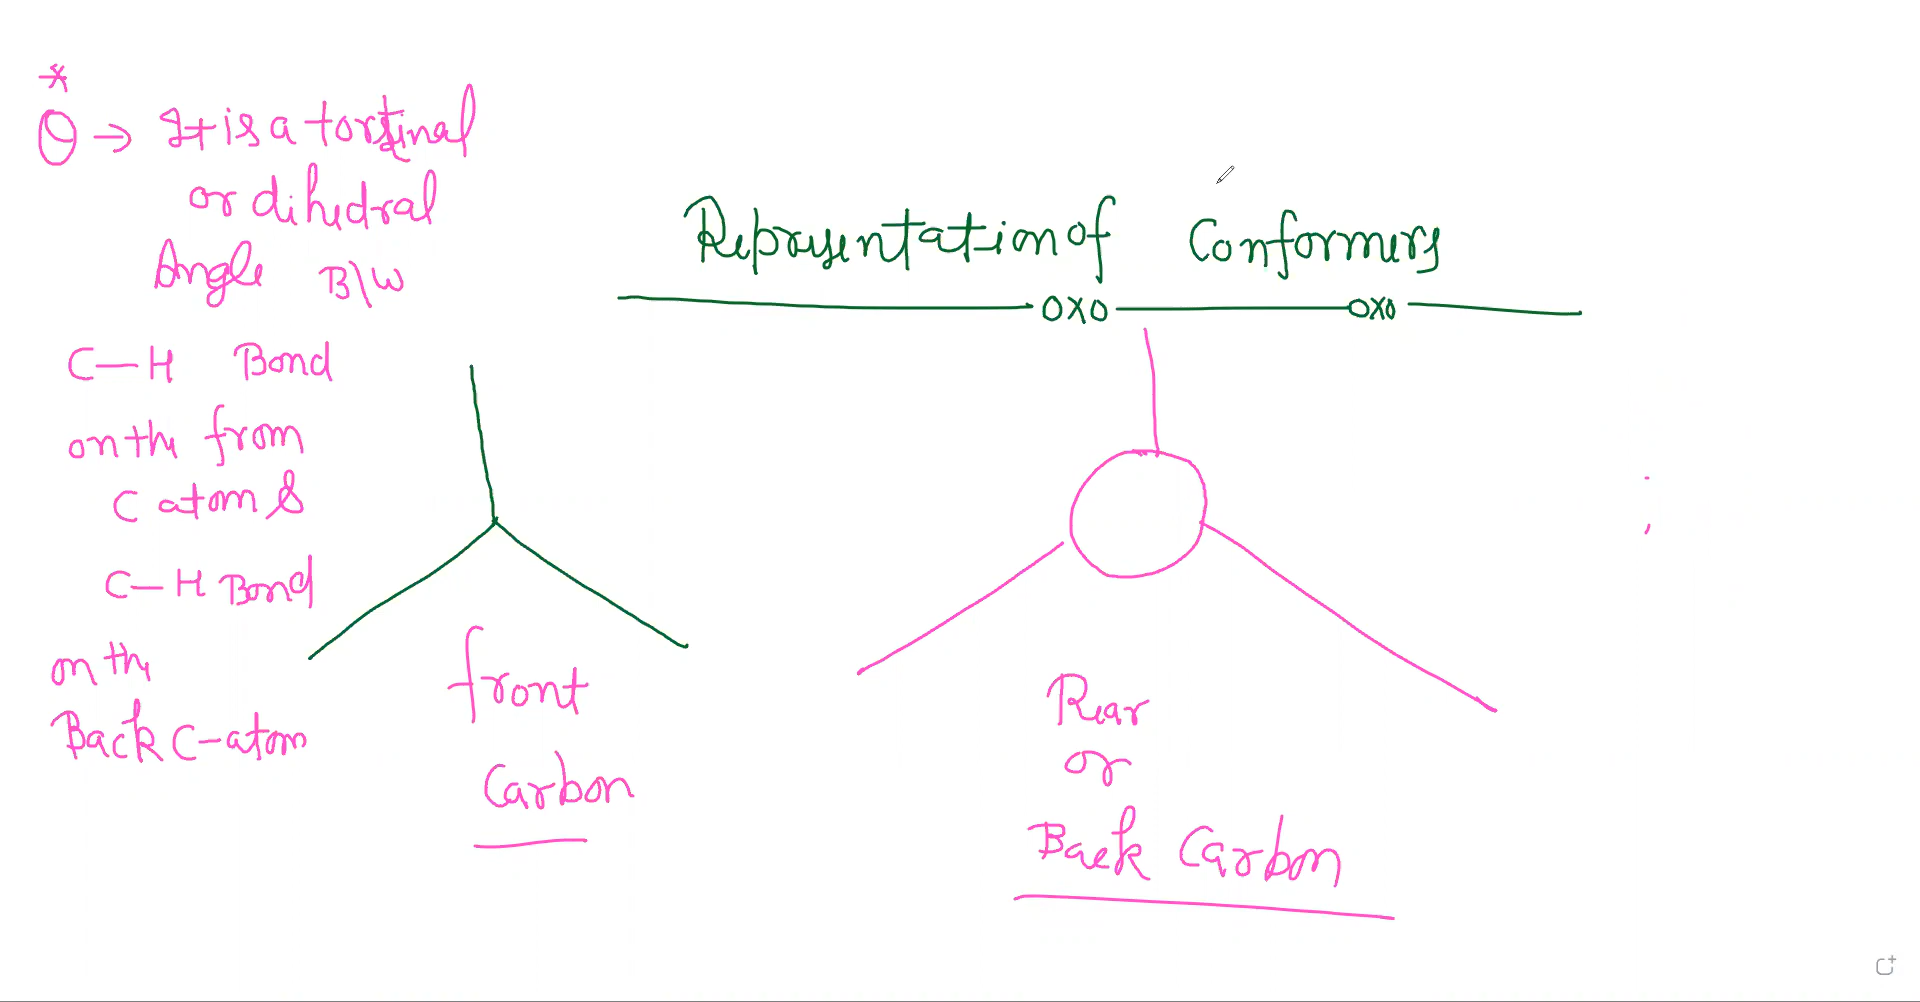 *
θ → It is a torsinal
or dihedral
Angle B\W
C—H Bond
on the from
C atom &
C—H Bond
on the
Back C-atom
Representation of Conformers
OXO OXO
front
Carbon
Rear
or
Back Carbon